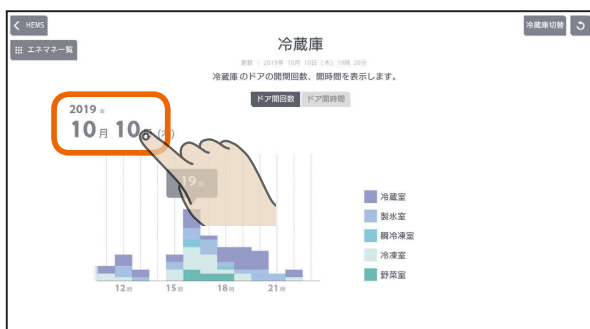 HEMS
冷蔵庫切替
エネマネ一覧
冷蔵庫
更新 : 2019年 10月 10日 (木) 19時 20分
冷蔵庫のドアの開閉回数、開時間を表示します。
ドア開回数 ドア開時間
2019 年
10 月 10 (木)
19
冷蔵室
製氷室
瞬冷凍室
冷凍室
野菜室
12時 15時 18時 21時